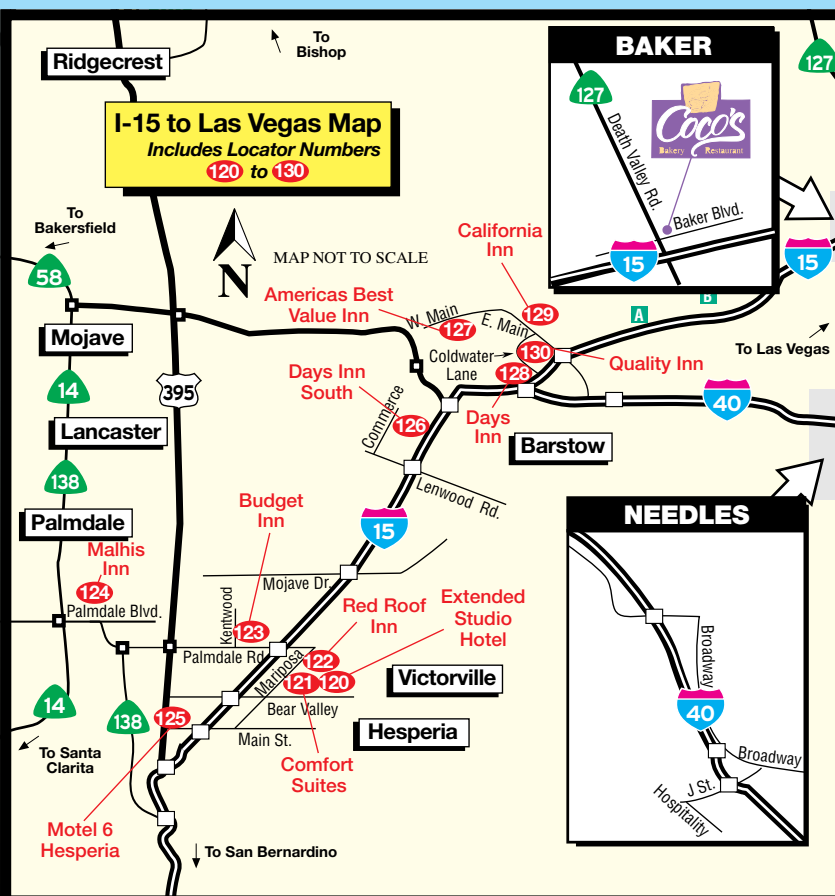 To
Bishop
Ridgecrest
I-15 to Las Vegas Map
Includes Locator Numbers
120 to 130
BAKER
127
Death Valley Rd.
Coco's
Bakery Restaurant
Baker Blvd.
15
127
15
To
Bakersfield
58
N
MAP NOT TO SCALE
California
Inn
129
Americas Best
Value Inn
W. Main
127
E. Main
A
B
To Las Vegas
Mojave
Coldwater
Lane
130
Quality Inn
128
Days
Inn
40
395
14
Days Inn
South
Commerce
126
Lancaster
Barstow
Lenwood Rd.
138
Palmdale
15
Malhis
Inn
124
Palmdale Blvd.
Budget
Inn
Mojave Dr.
Kentwood
123
Palmdale Rd.
Red Roof
Inn
122
Extended
Studio
Hotel
Mariposa
121
120
Victorville
Bear Valley
14
138
125
Main St.
Hesperia
To Santa
Clarita
Comfort
Suites
Motel 6
Hesperia
To San Bernardino
NEEDLES
Broadway
40
Broadway
J St.
Hospitality